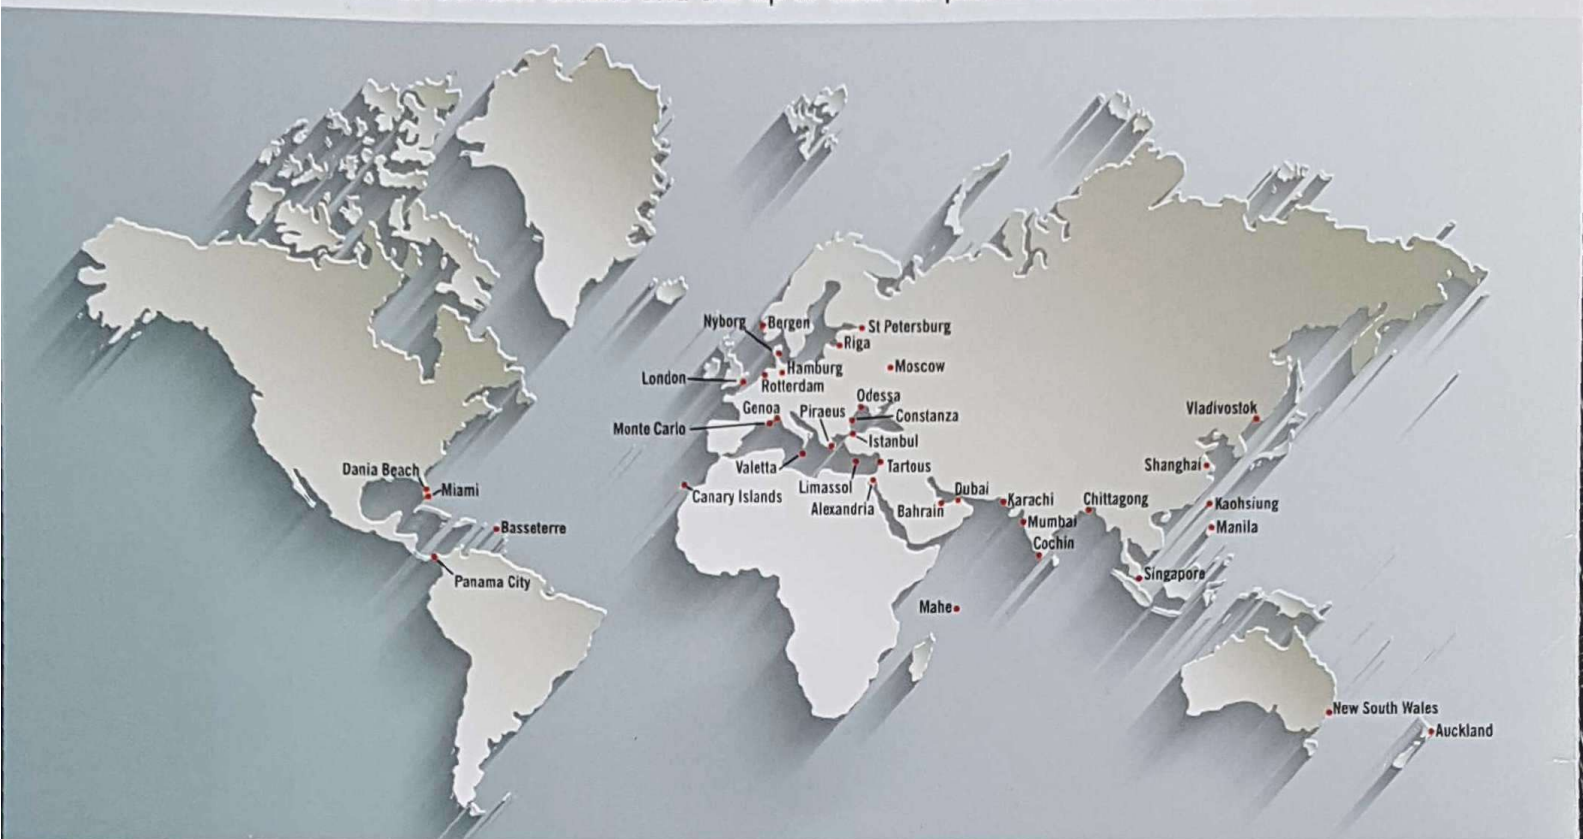 Nyborg
Bergen
St Petersburg
Riga
Moscow
London
Hamburg
Rotterdam
Odessa
Genoa
Piraeus
Constanza
Monte Carlo
Istanbul
Vladivostok
Dania Beach
Miami
Valetta
Tartous
Shanghai
Canary Islands
Limassol
Alexandria
Dubai
Bahrain
Karachi
Chittagong
Kaohsiung
Basseterre
Mumbai
Manila
Cochin
Panama City
Singapore
Mahe
New South Wales
Auckland